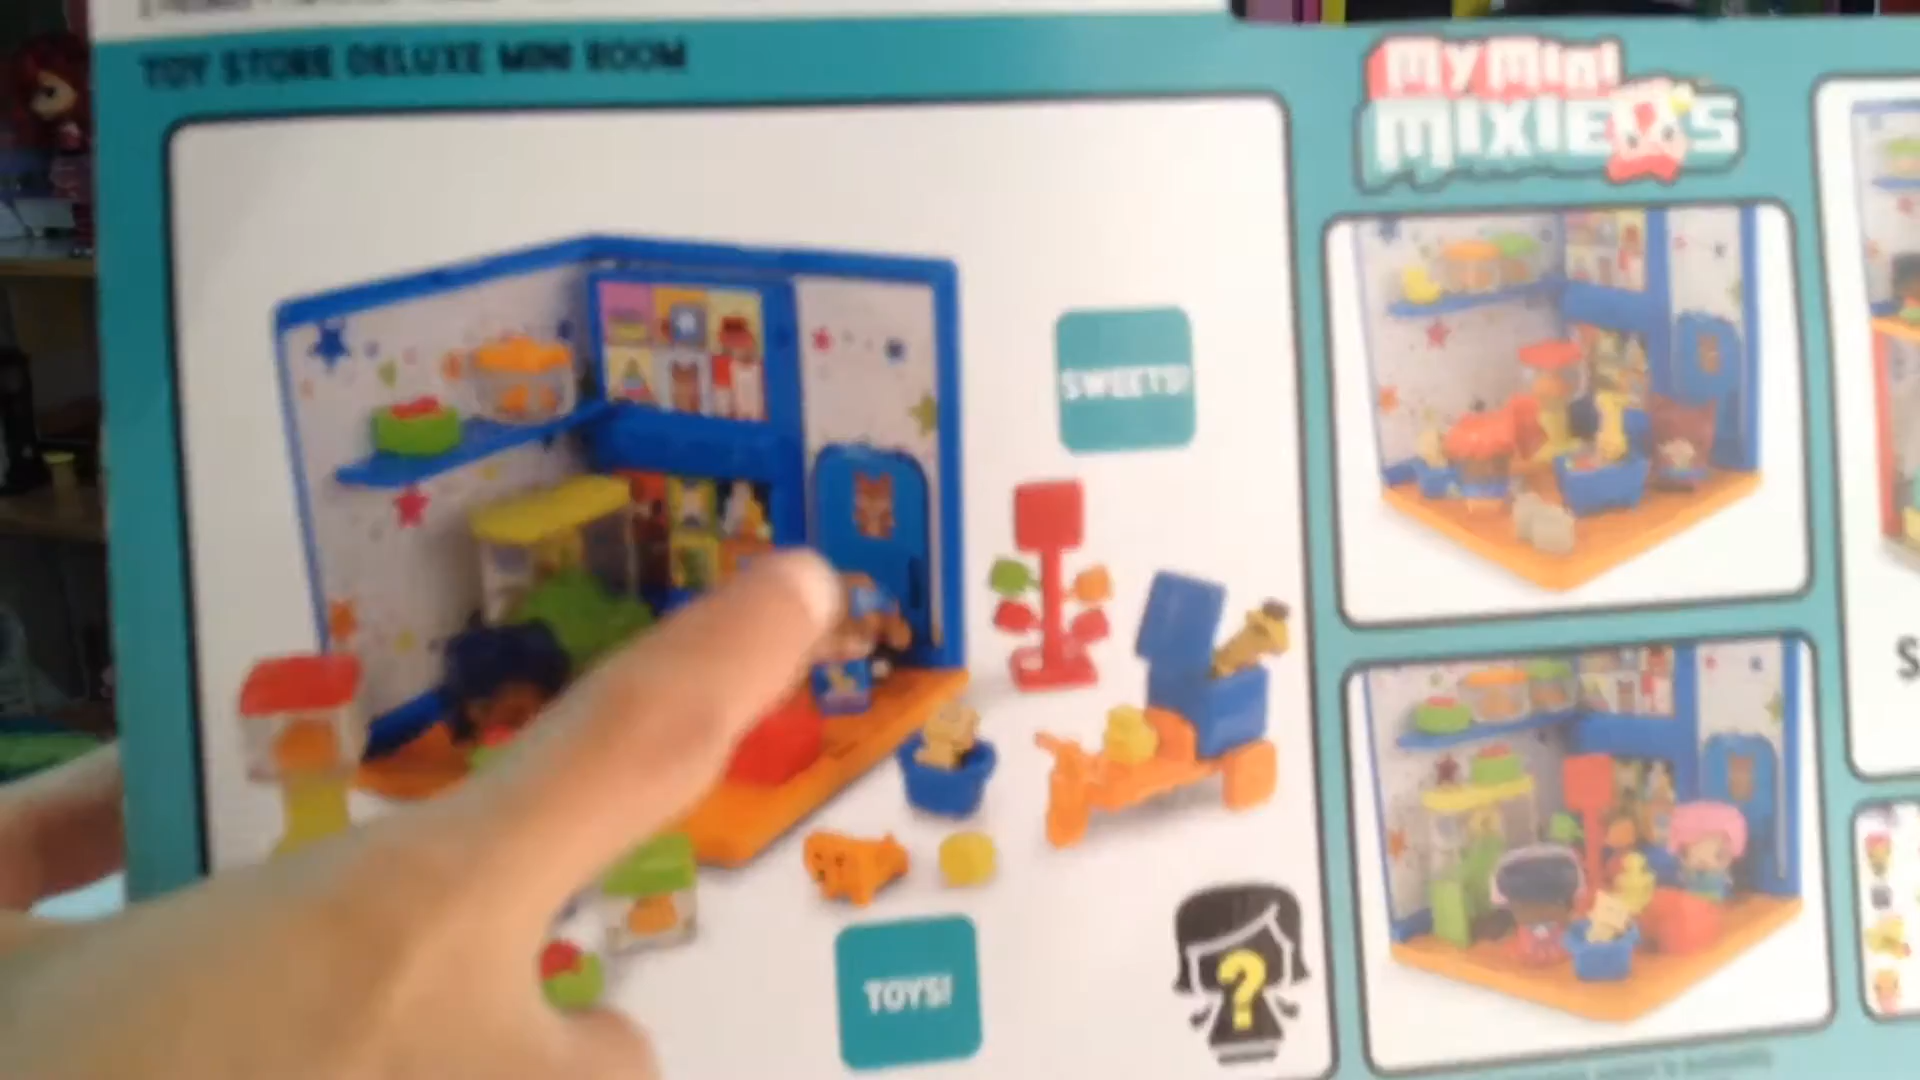 TOY STORE DELUXE MINI ROOM
My Mini
MIXIEQ'S
SWEETS!
TOYS!
?
S